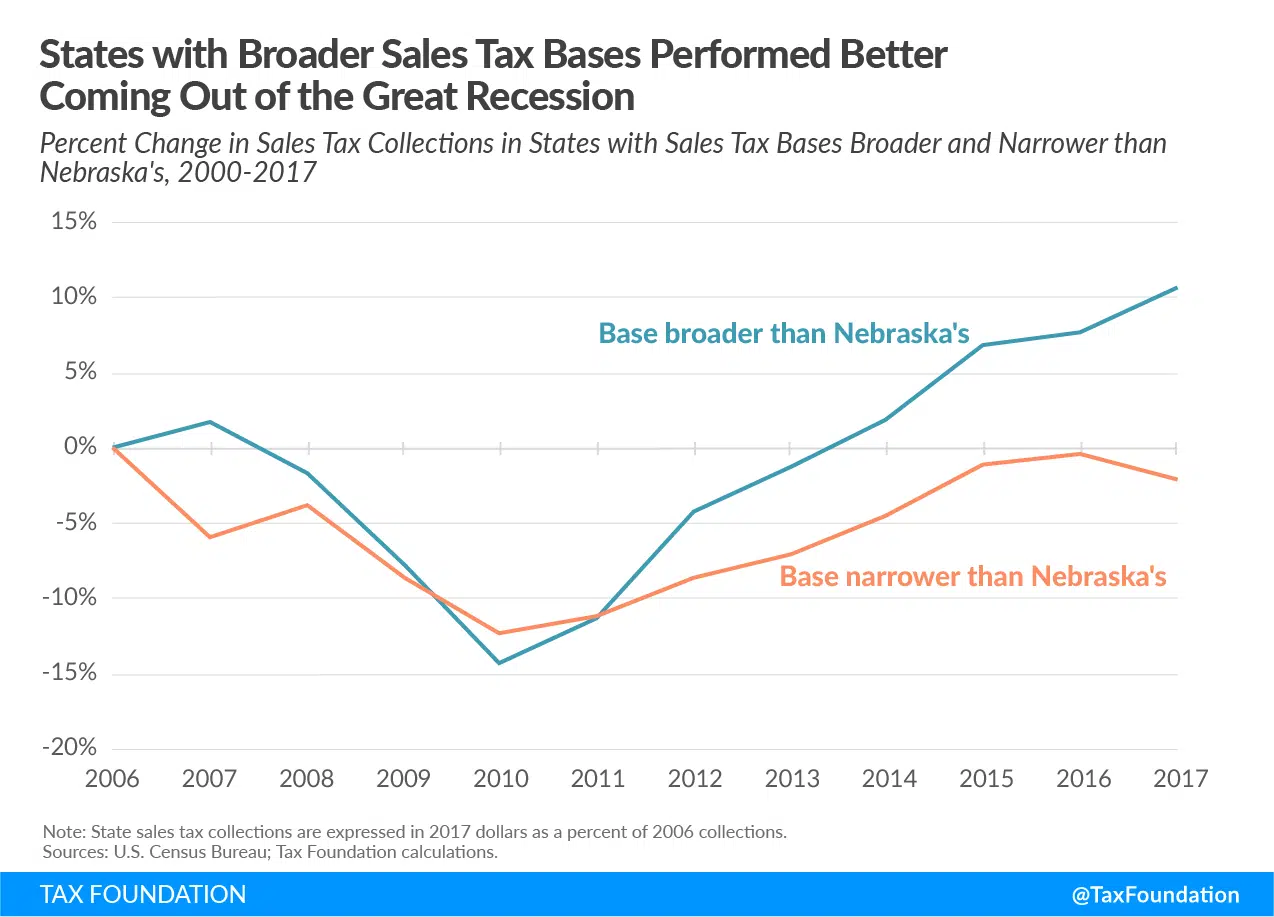 States with Broader Sales Tax Bases Performed Better
Coming Out of the Great Recession
Percent Change in Sales Tax Collections in States with Sales Tax Bases Broader and Narrower than
Nebraska's, 2000-2017
15%
10%
Base broader than Nebraska's
5%
0%
-5%
Base narrower than Nebraska's
-10%
-15%
-20%
2006 2007 2008 2009 2010 2011 2012 2013 2014 2015 2016 2017
Note: State sales tax collections are expressed in 2017 dollars as a percent of 2006 collections.
Sources: U.S. Census Bureau; Tax Foundation calculations.
TAX FOUNDATION @TaxFoundation